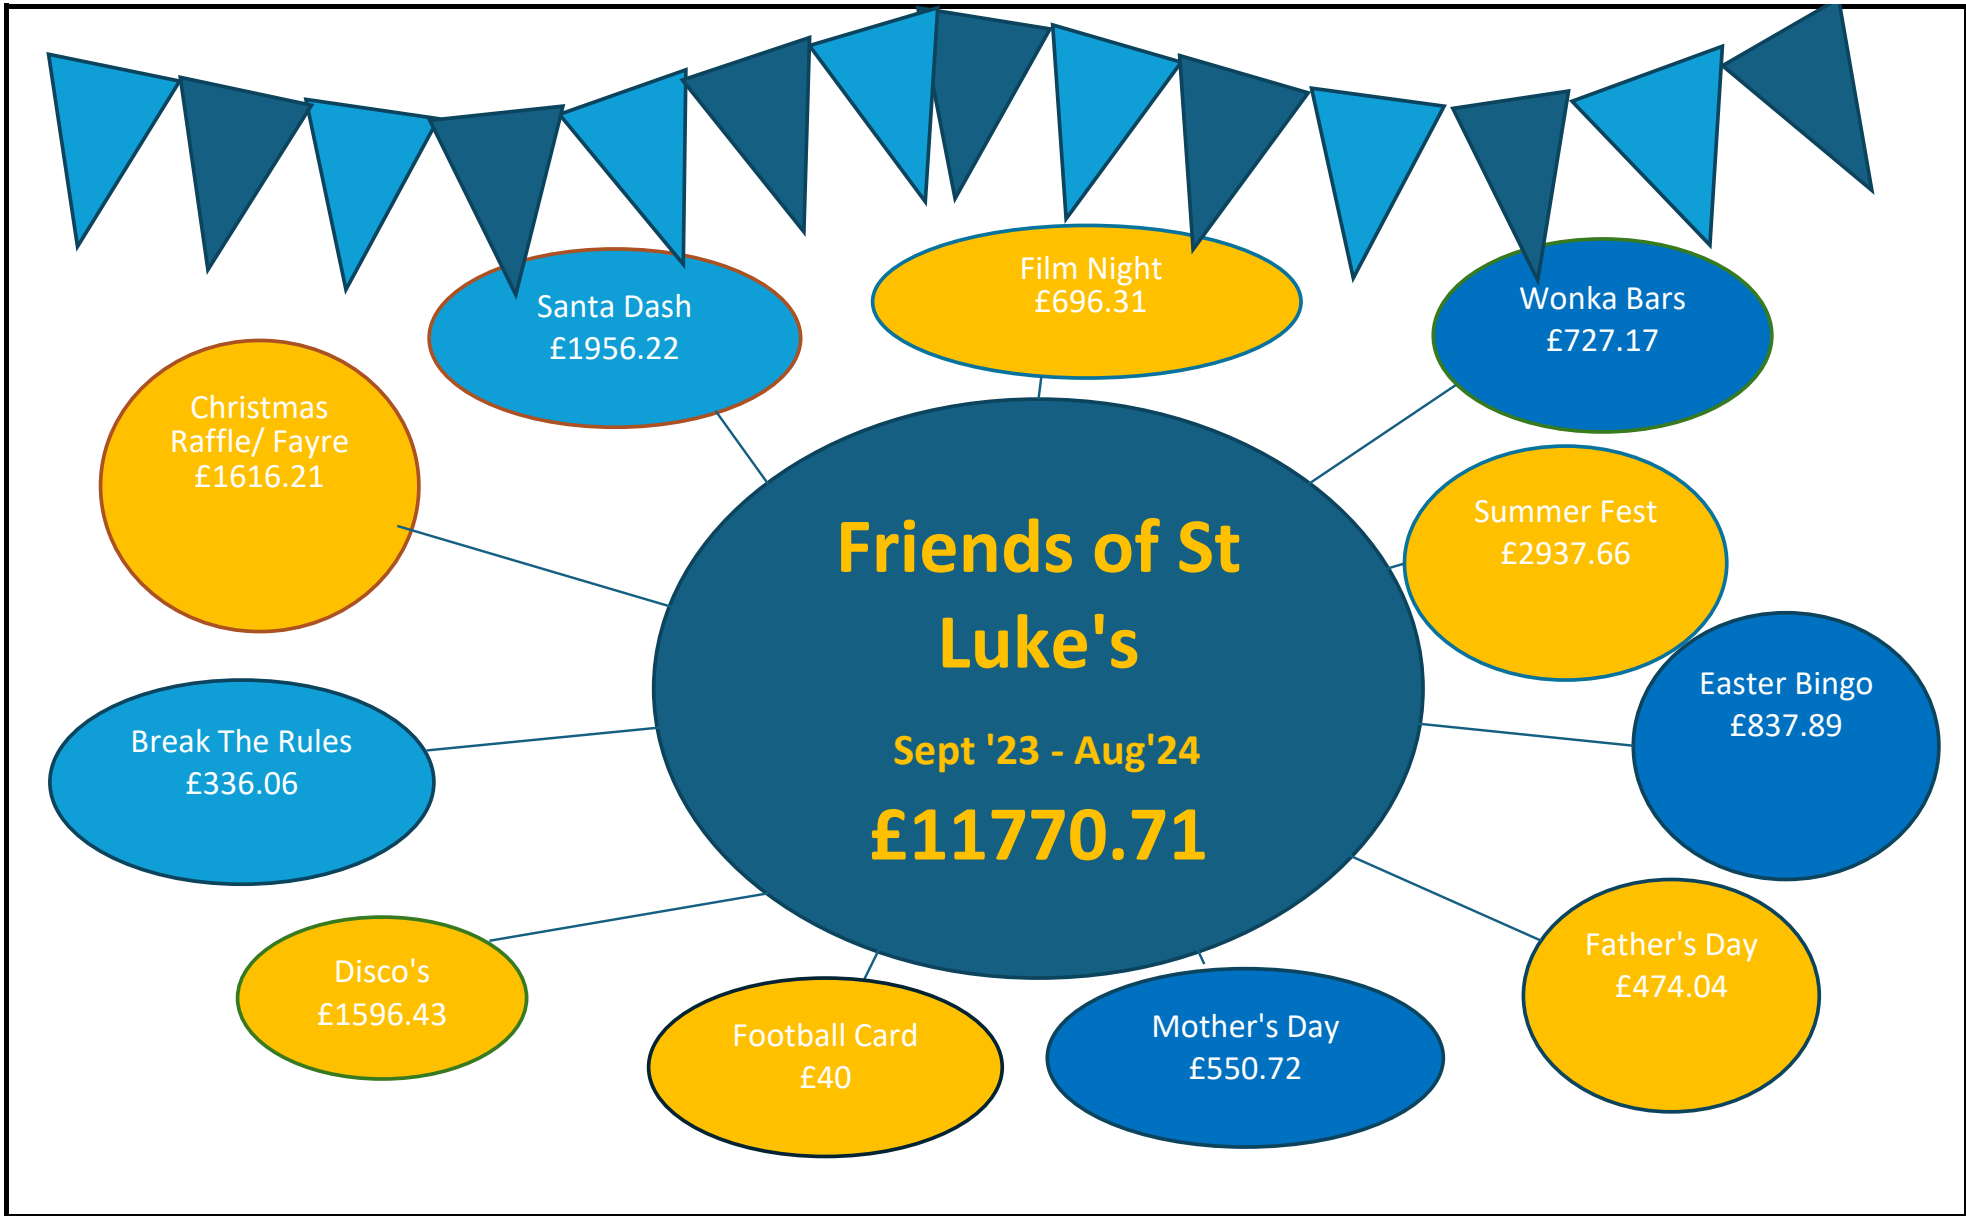 Film Night
£696.31
Santa Dash
£1956.22
Wonka Bars
£727.17
Christmas
Raffle/ Fayre
£1616.21
Summer Fest
£2937.66
Friends of St
Luke's
Sept '23 - Aug'24
£11770.71
Easter Bingo
£837.89
Break The Rules
£336.06
Father's Day
£474.04
Disco's
£1596.43
Football Card
£40
Mother's Day
£550.72